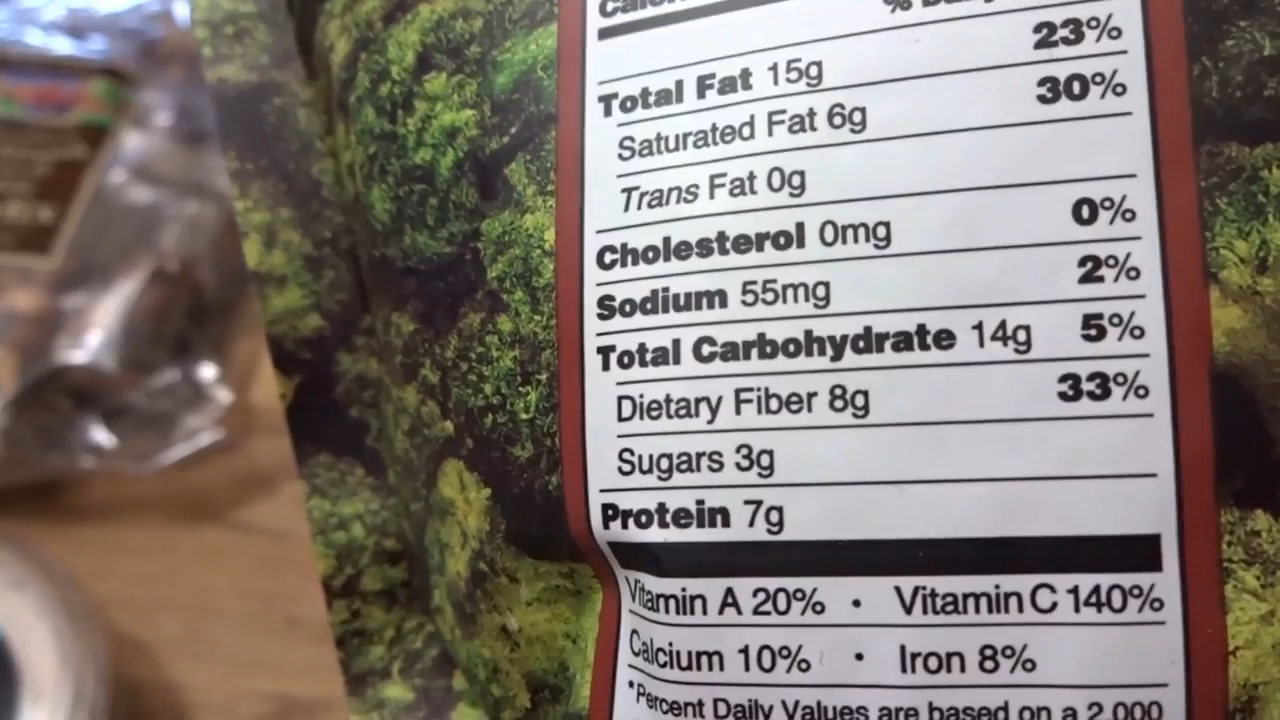 % 
Total Fat 15g 23%
Saturated Fat 6g 30%
Trans Fat 0g
Cholesterol 0mg 0%
Sodium 55mg 2%
Total Carbohydrate 14g 5%
Dietary Fiber 8g 33%
Sugars 3g
Protein 7g
Vitamin A 20% • Vitamin C 140%
Calcium 10% • Iron 8%
*Percent Daily Values are based on a 2,000